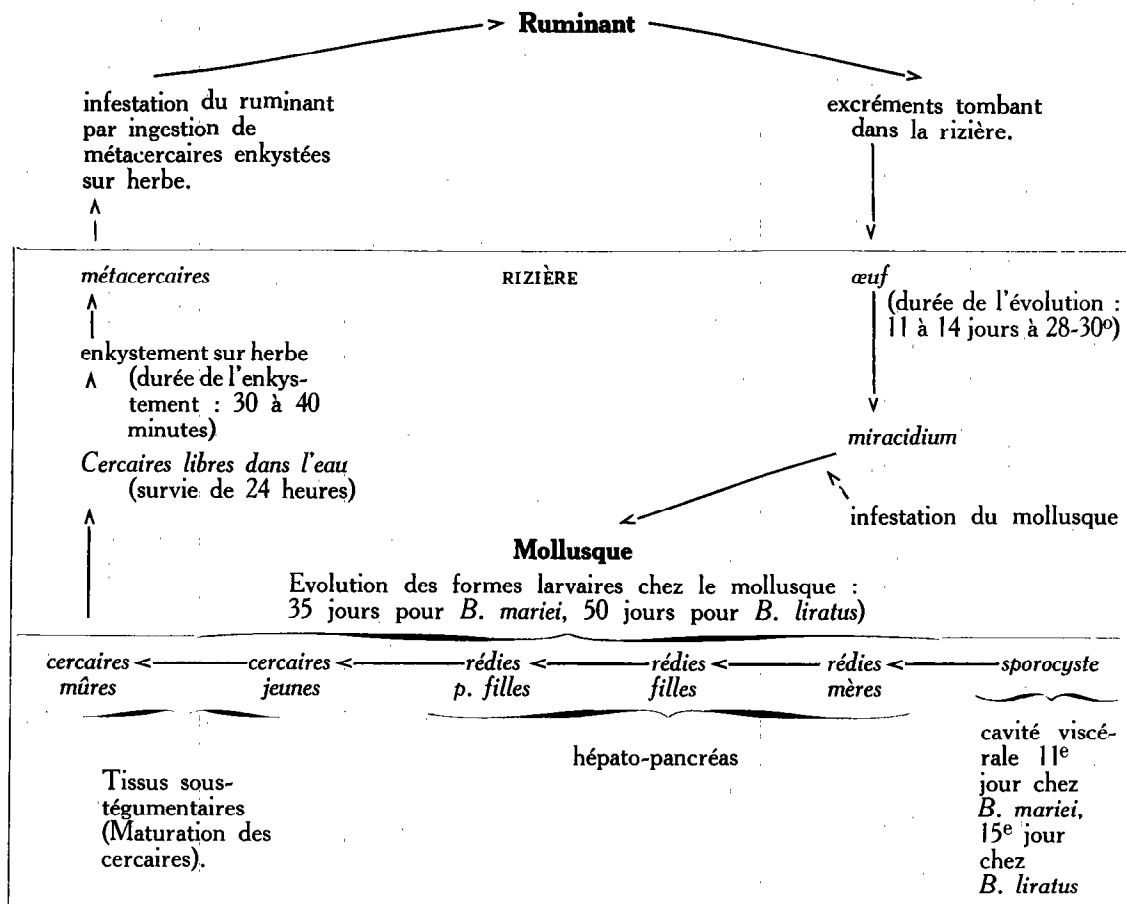 Ruminant
infestation du ruminant
par ingestion de
métacercaires enkystées
sur herbe.
excréments tombant
dans la rizière.
métacercaires
RIZIÈRE
œuf
(durée de l'évolution :
11 à 14 jours à 28-30º)
enkystement sur herbe
(durée de l'enkys-
tement : 30 à 40
minutes)
miracidium
Cercaires libres dans l'eau
(survie de 24 heures)
infestation du mollusque
Mollusque
Evolution des formes larvaires chez le mollusque :
35 jours pour B. mariei, 50 jours pour B. liratus)
cercaires < cercaires < rédies < rédies < rédies < sporocyste
mûres jeunes p. filles filles mères
hépato-pancréas
Tissus sous-
tégumentaires
(Maturation des
cercaires).
cavité viscé-
rale 11e
jour chez
B. mariei,
15e jour
chez
B. liratus